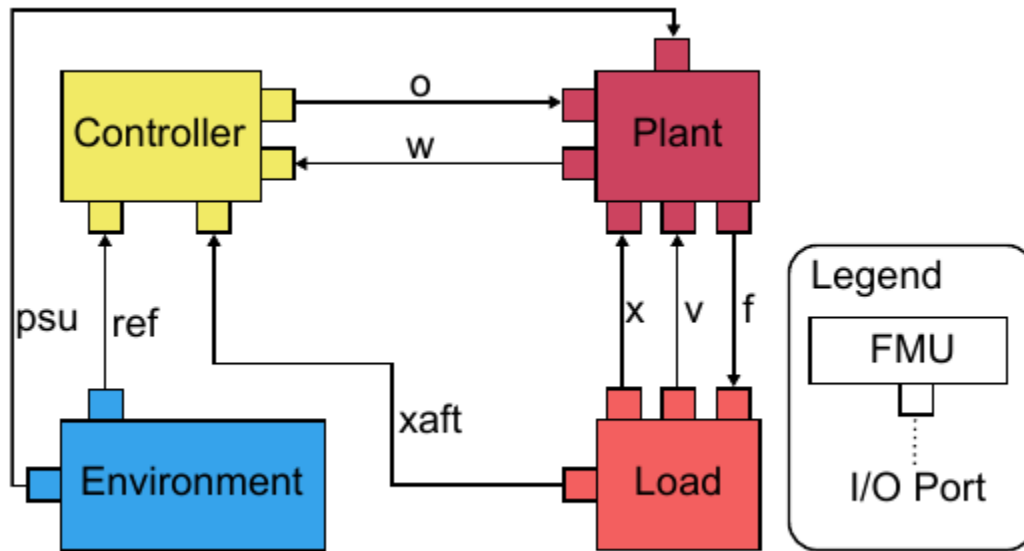 o
Controller
Plant
w
Legend
psu
ref
x
v
f
FMU
xaft
Environment
Load
I/O Port